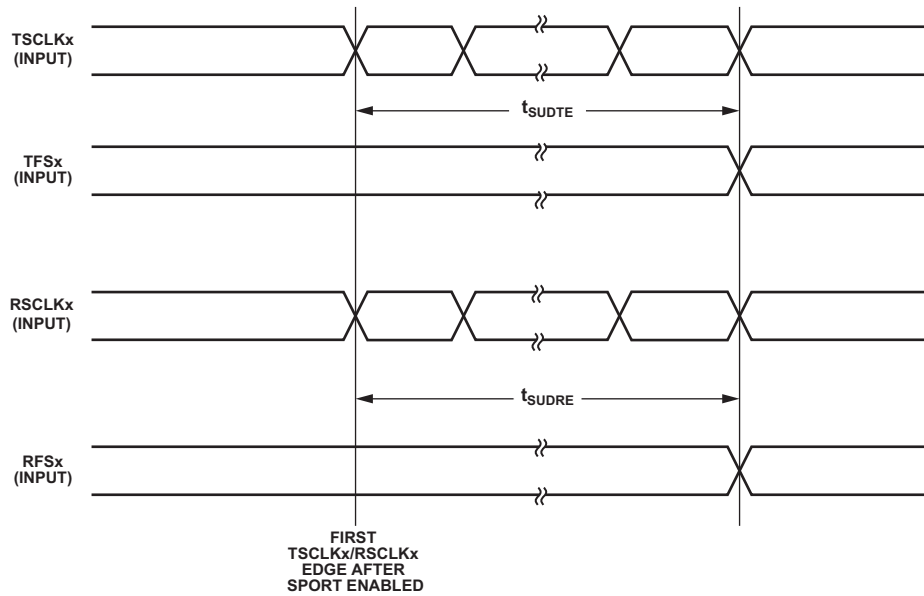 TSCLKx
(INPUT)
tSUDTE
TFSx
(INPUT)
RSCLKx
(INPUT)
tSUDRE
RFSx
(INPUT)
FIRST
TSCLKx/RSCLKx
EDGE AFTER
SPORT ENABLED